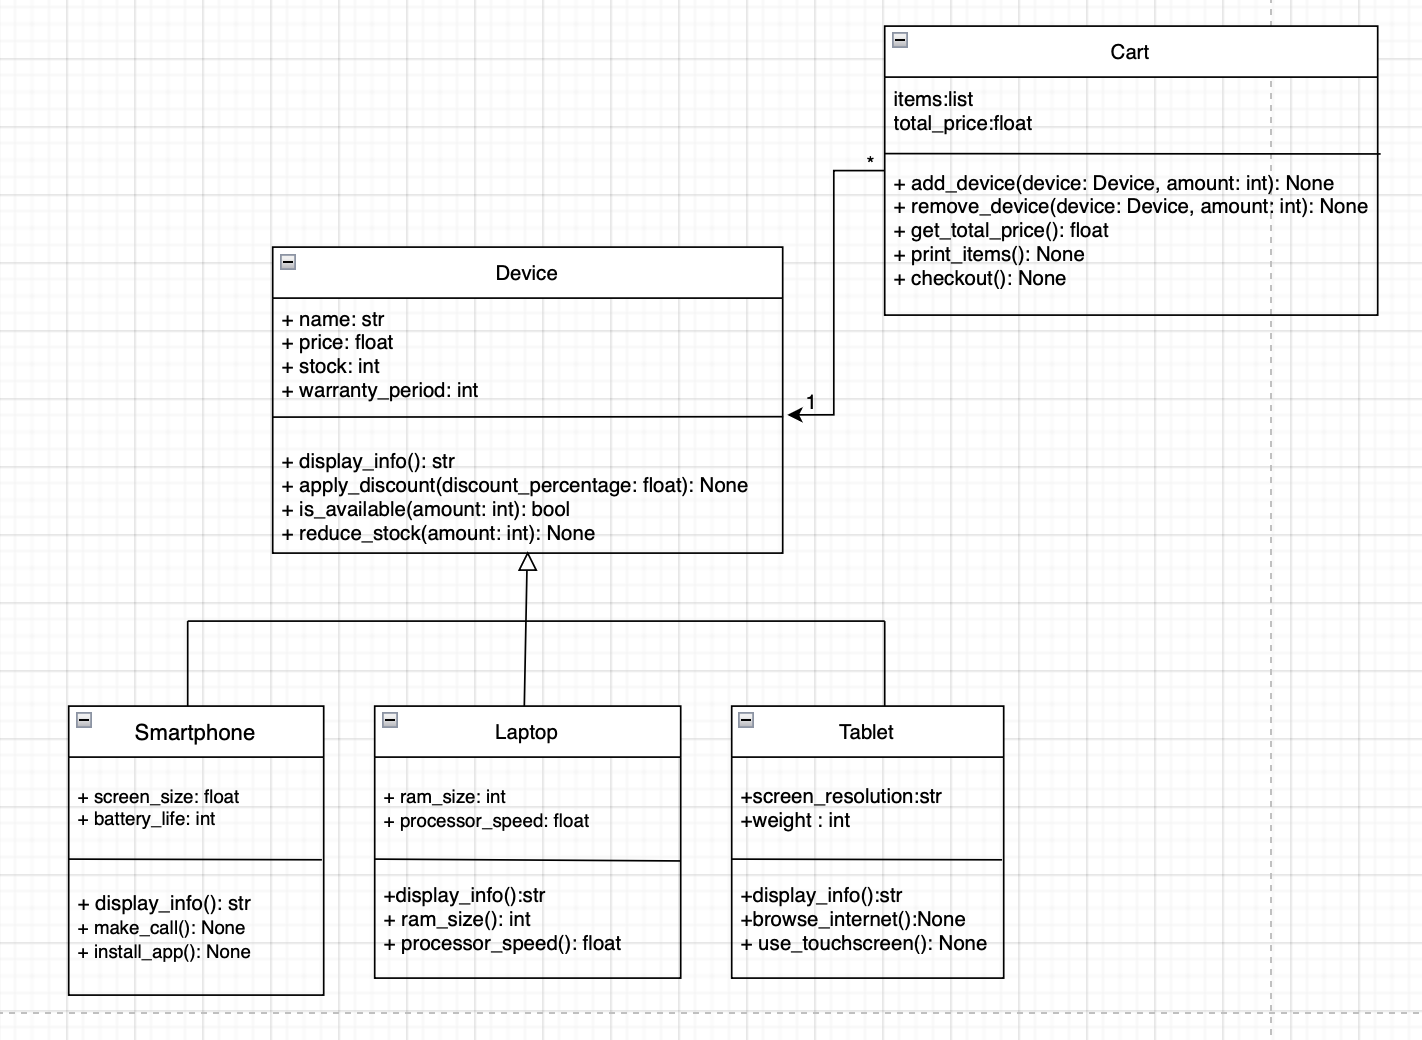 Cart
items:list
total_price:float
*
+ add_device(device: Device, amount: int): None
+ remove_device(device: Device, amount: int): None
+ get_total_price(): float
+ print_items(): None
+ checkout(): None
Device
+ name: str
+ price: float
+ stock: int
+ warranty_period: int
1
+ display_info(): str
+ apply_discount(discount_percentage: float): None
+ is_available(amount: int): bool
+ reduce_stock(amount: int): None
Smartphone
+ screen_size: float
+ battery_life: int
+ display_info(): str
+ make_call(): None
+ install_app(): None
Laptop
+ ram_size: int
+ processor_speed: float
+display_info():str
+ ram_size(): int
+ processor_speed(): float
Tablet
+screen_resolution:str
+weight : int
+display_info():str
+browse_internet():None
+ use_touchscreen(): None